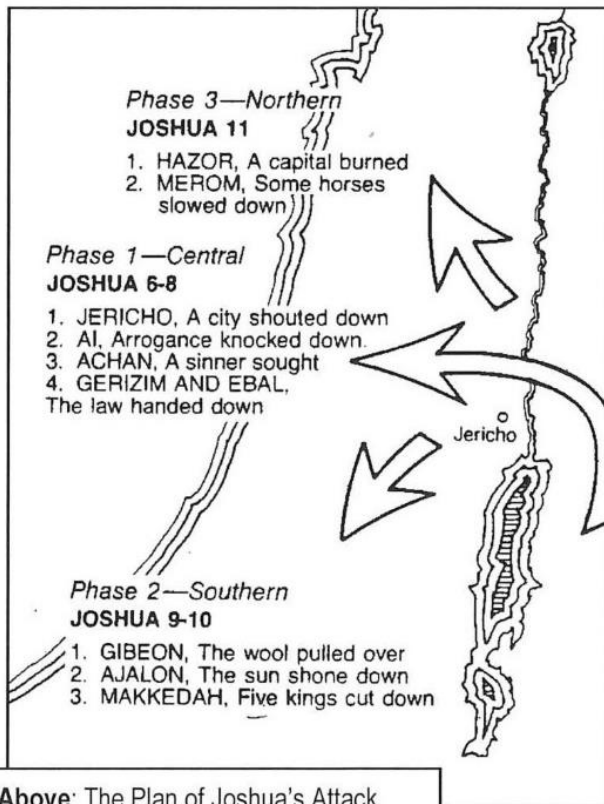 Phase 3—Northern
JOSHUA 11
1. HAZOR, A capital burned
2. MEROM, Some horses
slowed down
Phase 1—Central
JOSHUA 6-8
1. JERICHO, A city shouted down
2. AI, Arrogance knocked down.
3. ACHAN, A sinner sought
4. GERIZIM AND EBAL,
The law handed down
Jericho
Phase 2—Southern
JOSHUA 9-10
1. GIBEON, The wool pulled over
2. AJALON, The sun shone down
3. MAKKEDAH, Five kings cut down
Above: The Plan of Joshua's Attack